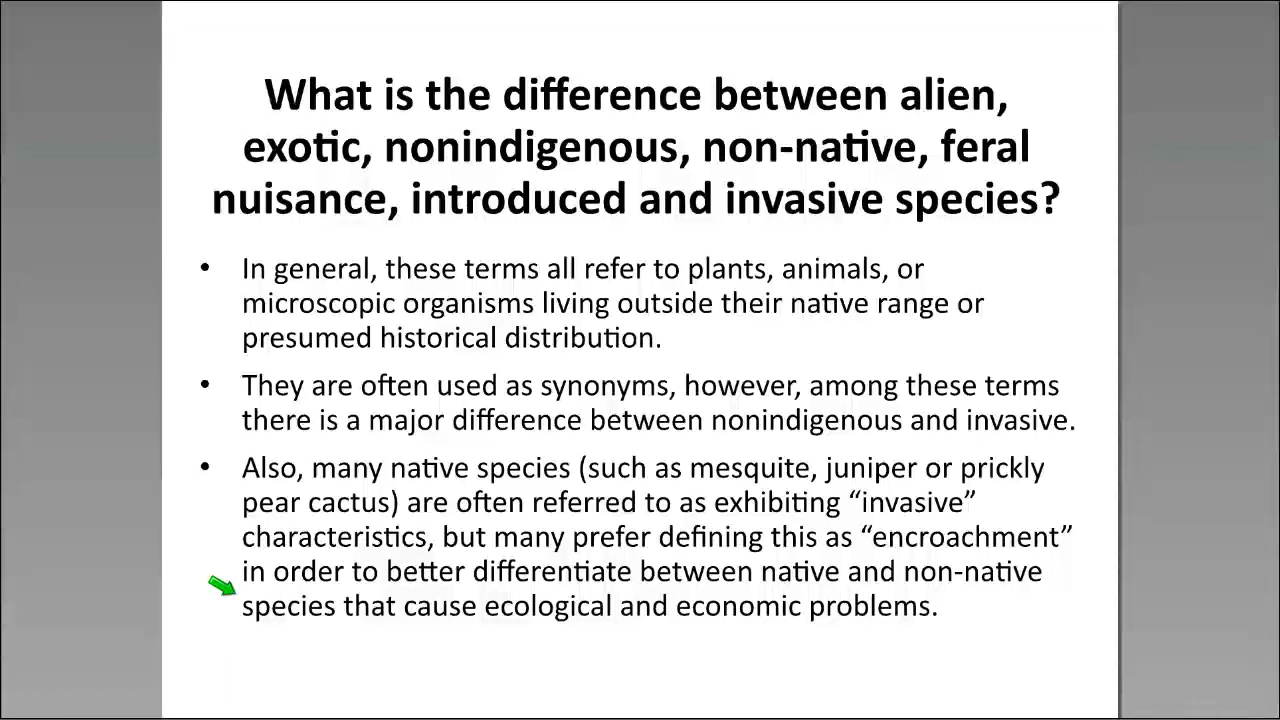 What is the difference between alien,
exotic, nonindigenous, non-native, feral
nuisance, introduced and invasive species?
• In general, these terms all refer to plants, animals, or
microscopic organisms living outside their native range or
presumed historical distribution.
• They are often used as synonyms, however, among these terms
there is a major difference between nonindigenous and invasive.
• Also, many native species (such as mesquite, juniper or prickly
pear cactus) are often referred to as exhibiting “invasive”
characteristics, but many prefer defining this as “encroachment”
in order to better differentiate between native and non-native
species that cause ecological and economic problems.